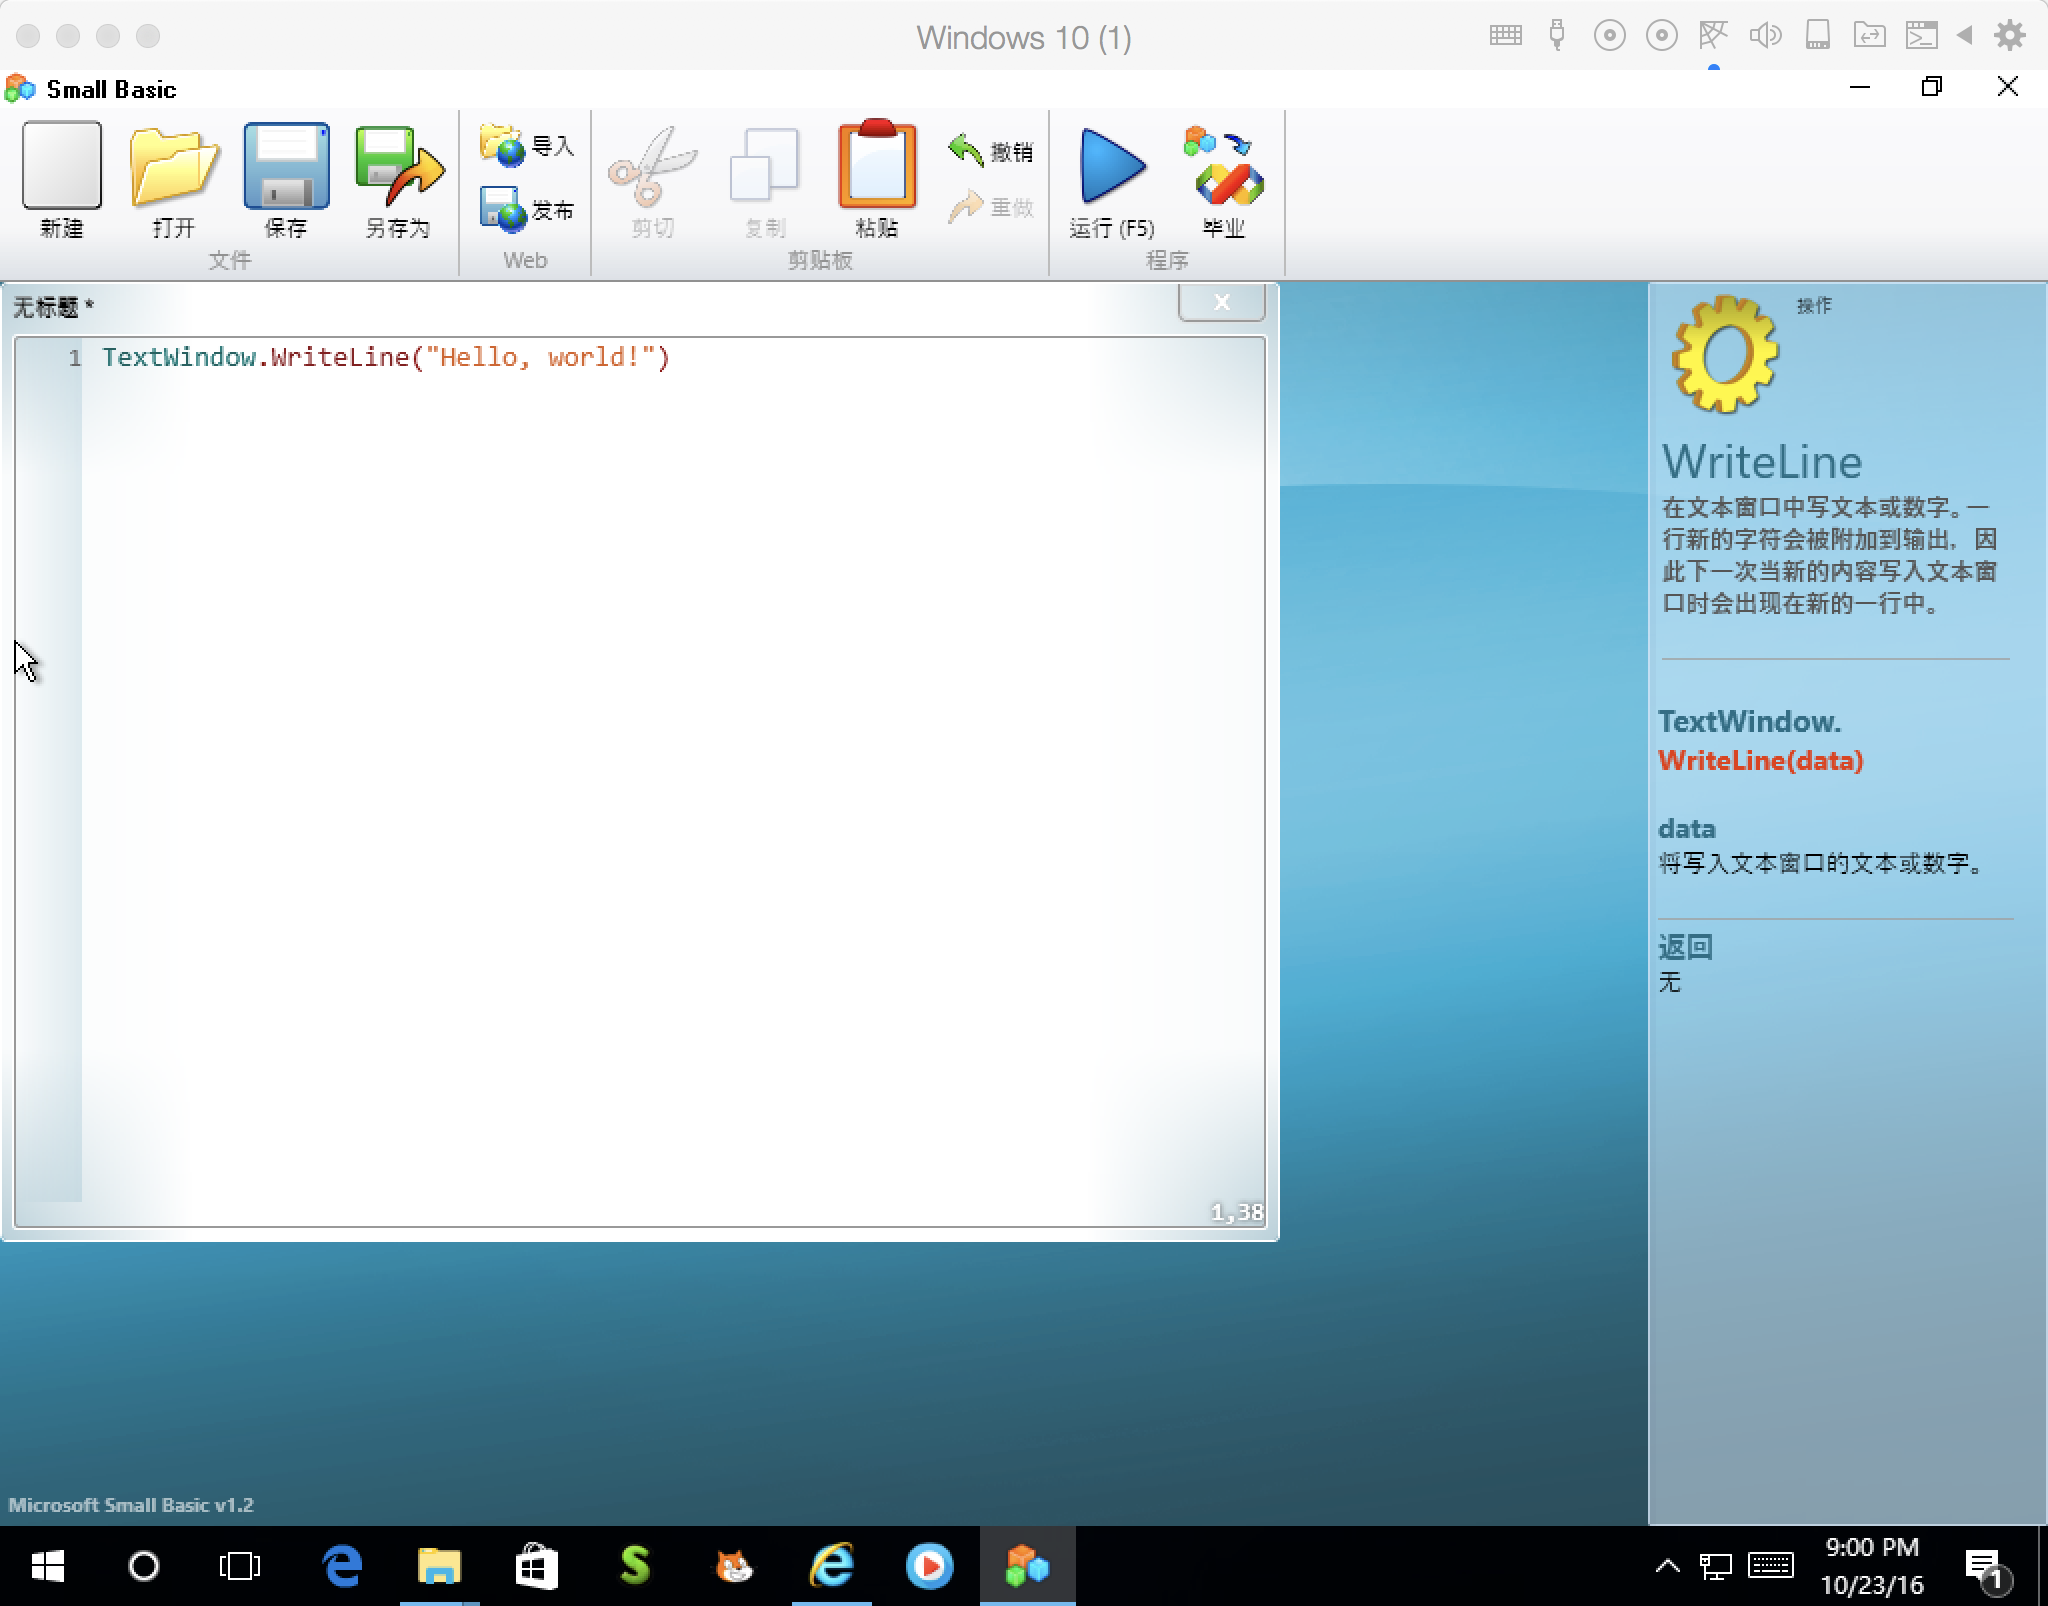 Windows 10 (1)
Small Basic
新建
打开
保存
另存为
文件
导入
发布
Web
剪切
复制
粘贴
撤销
重做
剪贴板
运行 (F5)
毕业
程序
无标题 *
1 TextWindow.WriteLine("Hello, world!")
1,38
操作
WriteLine
在文本窗口中写文本或数字。一
行新的字符会被附加到输出，因
此下一次当新的内容写入文本窗
口时会出现在新的一行中。
TextWindow.
WriteLine(data)
data
将写入文本窗口的文本或数字。
返回
无
Microsoft Small Basic v1.2
9:00 PM
10/23/16
1